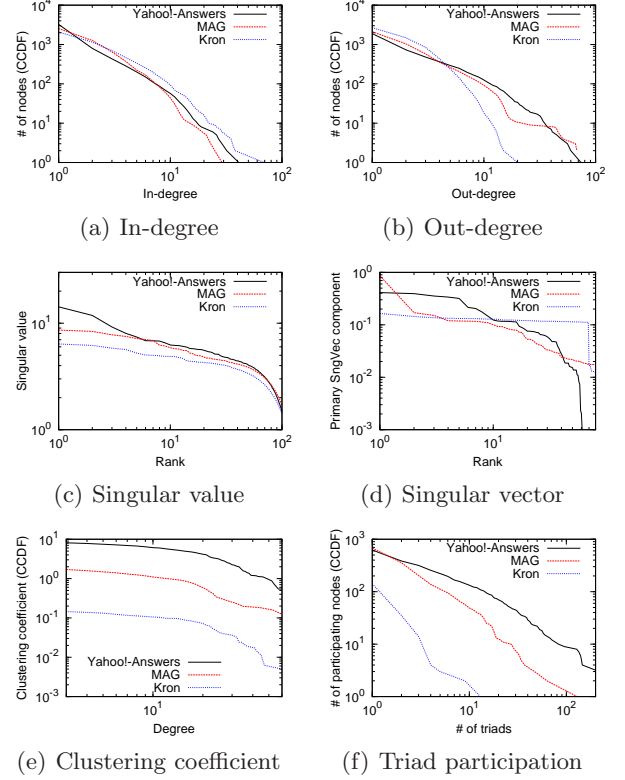 # of nodes (CCDF)
10^4
10^3
10^2
10^1
10^0
Yahoo!-Answers
MAG
Kron
10^0 10^1 10^2
In-degree
(a) In-degree
# of nodes (CCDF)
10^4
10^3
10^2
10^1
10^0
Yahoo!-Answers
MAG
Kron
10^0 10^1 10^2
Out-degree
(b) Out-degree
Singular value
10^1
10^0
Yahoo!-Answers
MAG
Kron
10^0 10^1 10^2
Rank
(c) Singular value
Primary SngVec component
10^0
10^-1
10^-2
10^-3
Yahoo!-Answers
MAG
Kron
10^0 10^1
Rank
(d) Singular vector
Clustering coefficient (CCDF)
10^1
10^0
10^-1
10^-2
10^-3
Yahoo!-Answers
MAG
Kron
10^1
Degree
(e) Clustering coefficient
# of participating nodes (CCDF)
10^3
10^2
10^1
10^0
Yahoo!-Answers
MAG
Kron
10^0 10^1 10^2
# of triads
(f) Triad participation